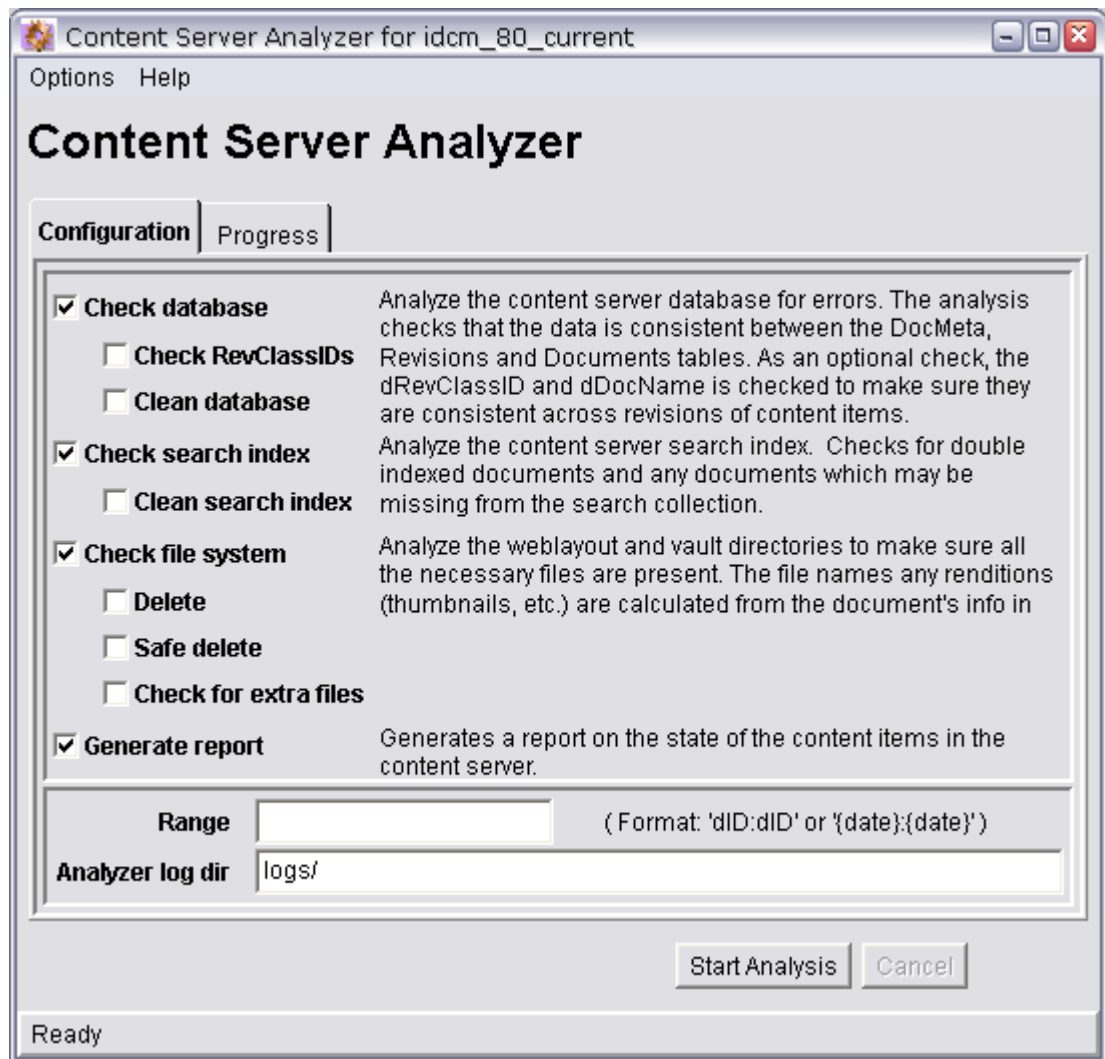 Content Server Analyzer for idcm_80_current
Options Help
Content Server Analyzer
Configuration Progress
Check database
Analyze the content server database for errors. The analysis
checks that the data is consistent between the DocMeta,
Revisions and Documents tables. As an optional check, the
dRevClassID and dDocName is checked to make sure they
are consistent across revisions of content items.
Check RevClassIDs
Clean database
Check search index
Analyze the content server search index.  Checks for double
indexed documents and any documents which may be
missing from the search collection.
Clean search index
Check file system
Analyze the weblayout and vault directories to make sure all
the necessary files are present. The file names any renditions
(thumbnails, etc.) are calculated from the document's info in
Delete
Safe delete
Check for extra files
Generate report
Generates a report on the state of the content items in the
content server.
Range ( Format: 'dID:dID' or '{date}:{date}' )
Analyzer log dir logs/
Start Analysis Cancel
Ready